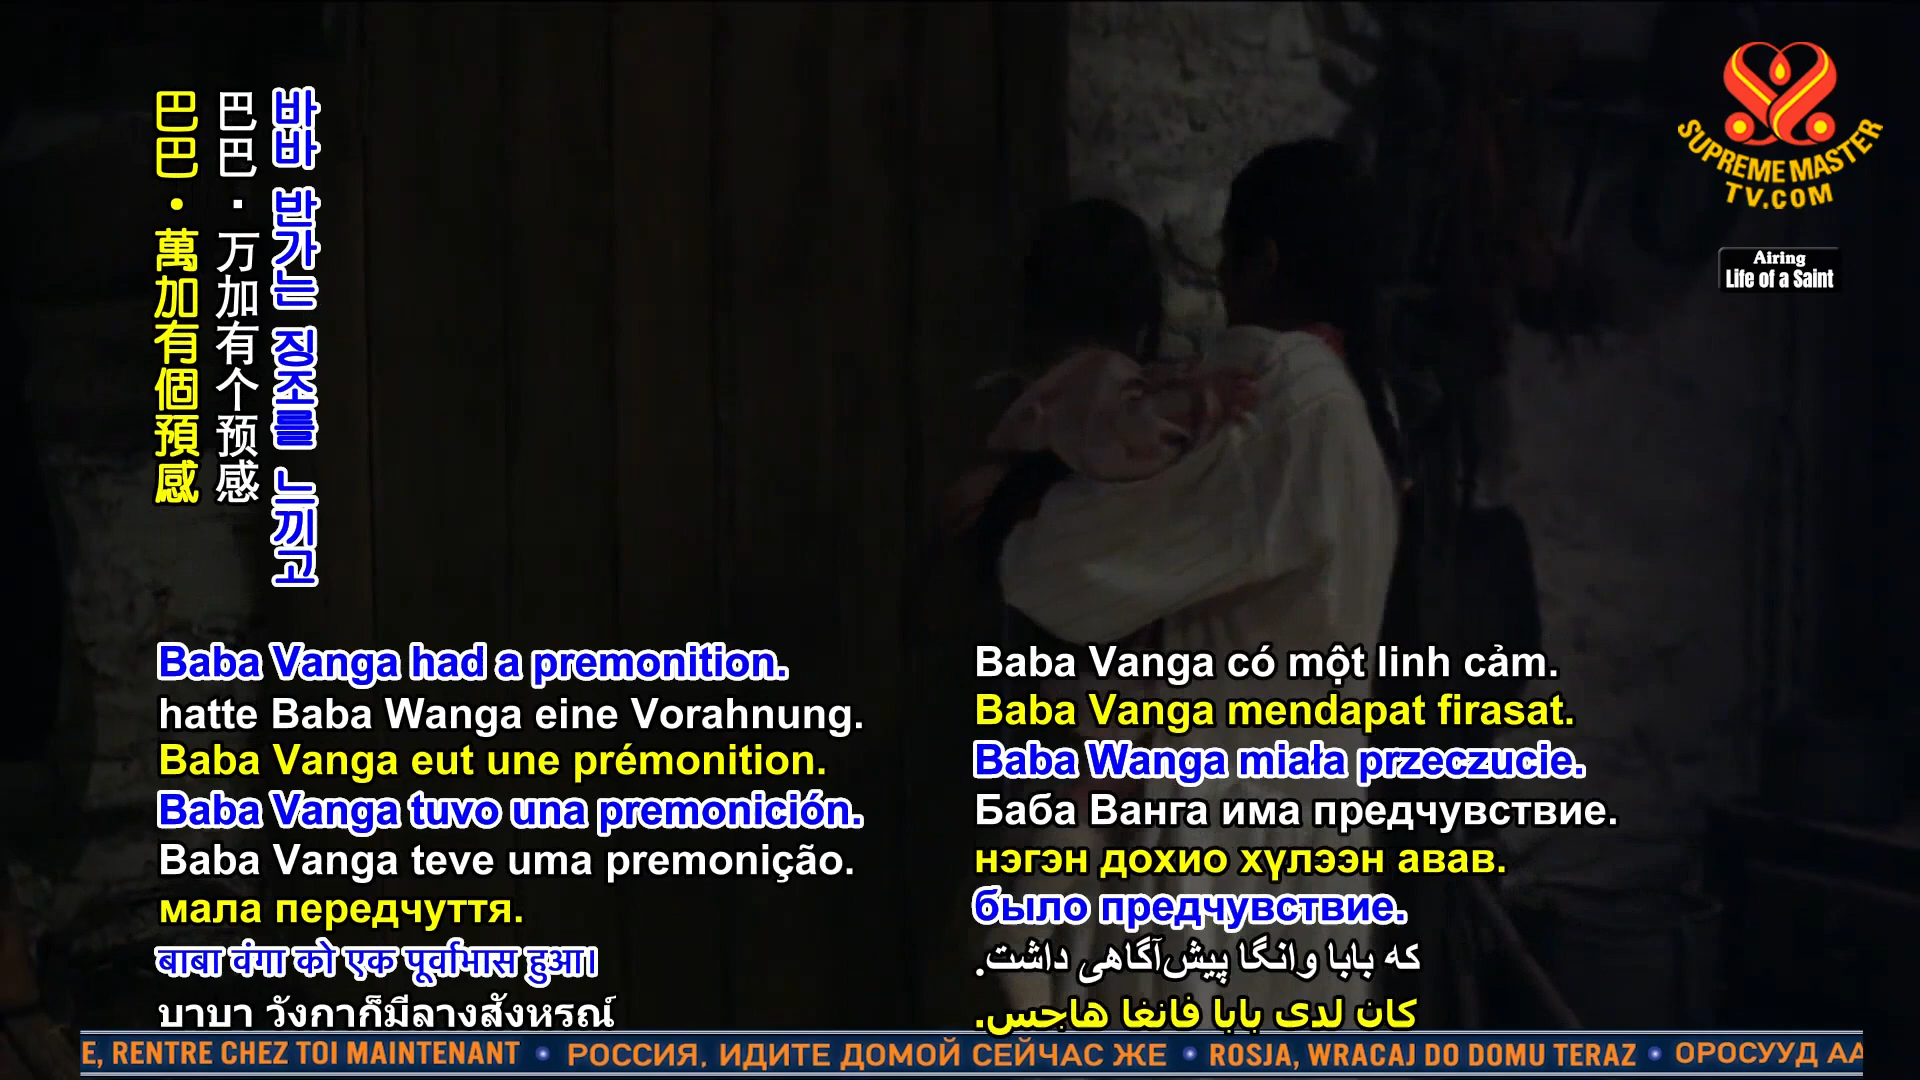 바바 반가는 징조를 느끼고
巴巴·万加有个预感
巴巴·萬加有個預感
SUPREME MASTER
TV.COM
Airing
Life of a Saint
Baba Vanga had a premonition.
hatte Baba Wanga eine Vorahnung.
Baba Vanga eut une prémonition.
Baba Vanga tuvo una premonición.
Baba Vanga teve uma premonição.
мала передчуття.
बाबा वंगा को एक पूर्वाभास हुआ।
บาบา วังกาก็มีลางสังหรณ์
Baba Vanga có một linh cảm.
Baba Vanga mendapat firasat.
Baba Wanga miała przeczucie.
Баба Ванга има предчувствие.
нэгэн дохио хүлээн авав.
было предчувствие.
که بابا وانگا پیش‌آگاهی داشت.
كان لدى بابا فانغا هاجس.
E, RENTRE CHEZ TOI MAINTENANT • РОССИЯ, ИДИТЕ ДОМОЙ СЕЙЧАС ЖЕ • ROSJA, WRACAJ DO DOMU TERAZ • ОРОСУУД АА